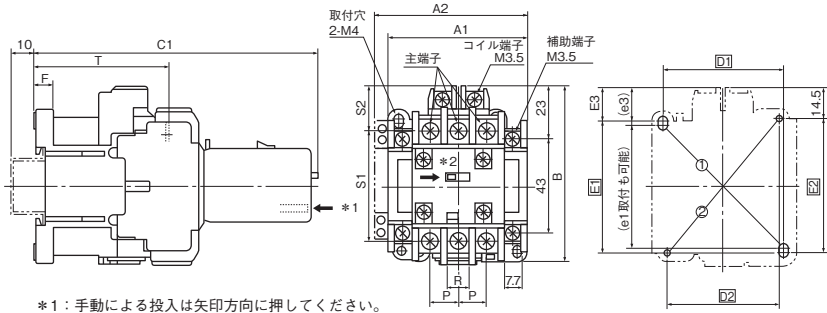 10
C1
T
F
*1
*1：手動による投入は矢印方向に押してください。
取付穴
2-M4
A2
A1
主端子
コイル端子
M3.5
補助端子
M3.5
S2
S1
23
43
B
*2
R
P
P
7.7
D1
E3
(e3)
14.5
E1
(e1取付も可能)
①
②
E2
D2